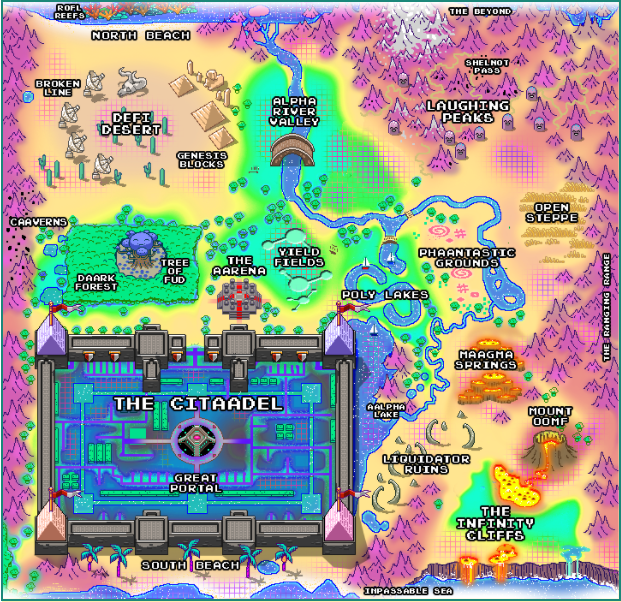 ROFL
REEFS
THE BEYOND
NORTH BEACH
SHELNOT
PASS
BROKEN
LINE
ALPHA
RIVER
VALLEY
LAUGHING
PEAKS
DEFI
DESERT
GENESIS
BLOCKS
OPEN
STEPPE
CAAVERNS
THE
AARENA
YIELD
FIELDS
PHAANTASTIC
GROUNDS
TREE
OF
FUD
DAARK
FOREST
POLY LAKES
THE RANGING RANGE
MAAGMA
SPRINGS
THE CITAADEL
AALPHA
LAKE
MOUNT
OOMF
LIQUIDATOR
RUINS
GREAT
PORTAL
THE
INFINITY
CLIFFS
SOUTH BEACH
INPASSABLE SEA